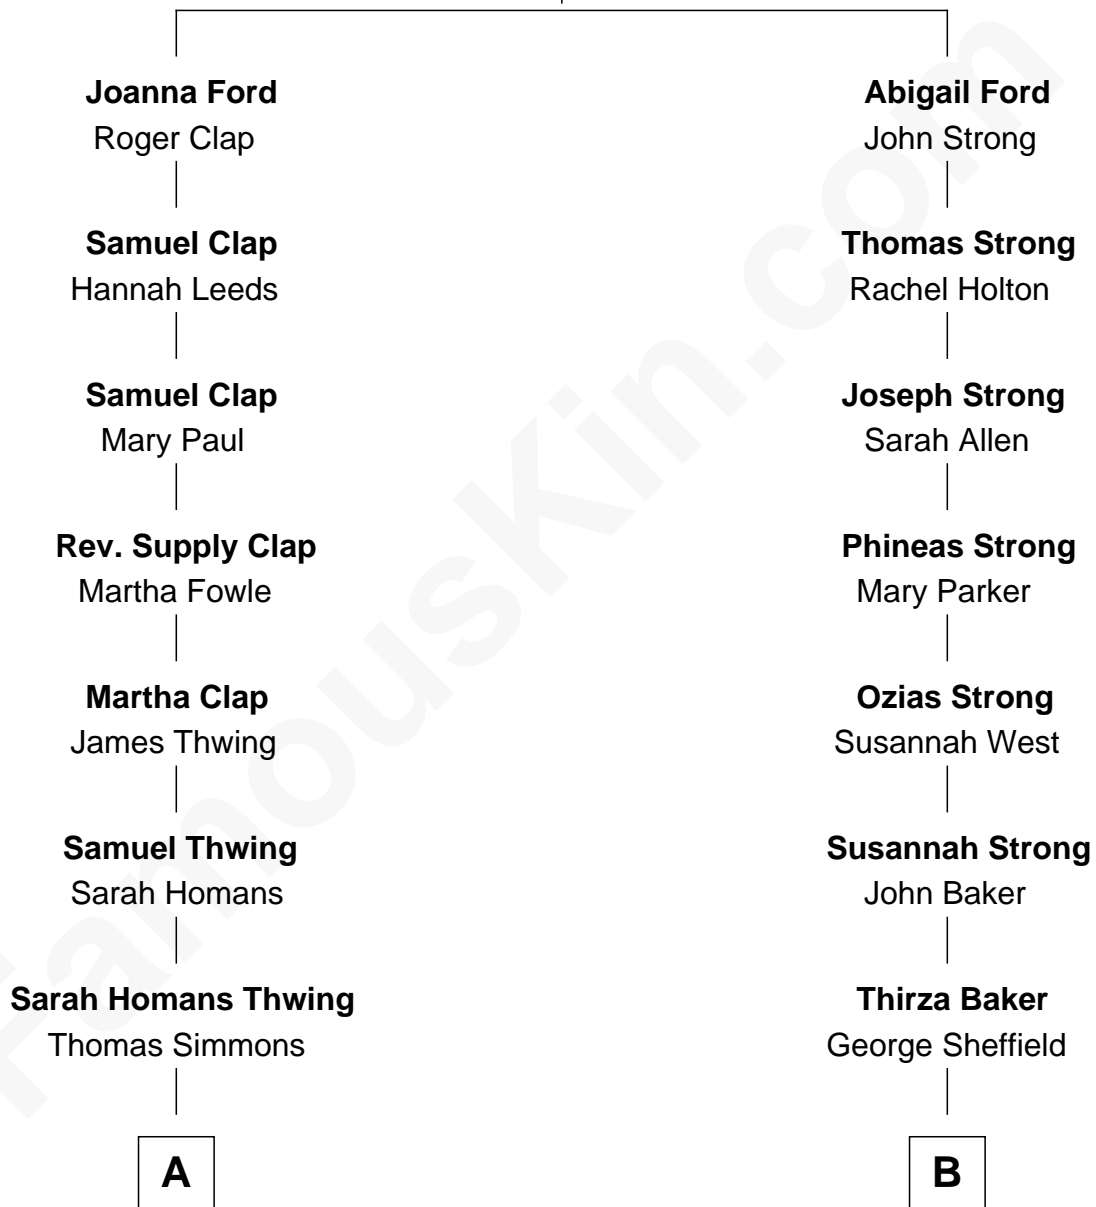 Joanna Ford
Roger Clap
Samuel Clap
Hannah Leeds
Samuel Clap
Mary Paul
Rev. Supply Clap
Martha Fowle
Martha Clap
James Thwing
Samuel Thwing
Sarah Homans
Sarah Homans Thwing
Thomas Simmons
A
Abigail Ford
John Strong
Thomas Strong
Rachel Holton
Joseph Strong
Sarah Allen
Phineas Strong
Mary Parker
Ozias Strong
Susannah West
Susannah Strong
John Baker
Thirza Baker
George Sheffield
B
FamousKin.com